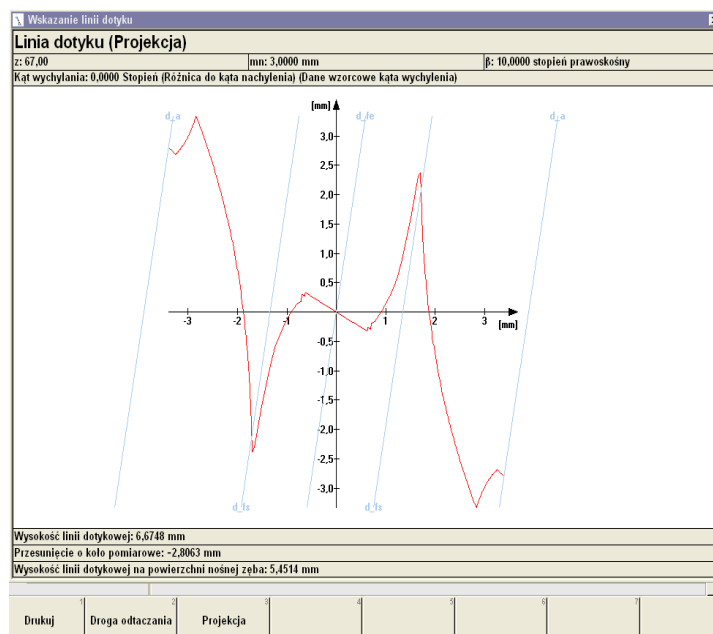 Wskazanie linii dotyku
Linia dotyku (Projekcja)
z: 67,00 mn: 3,0000 mm β: 10,0000 stopień prawoskośny
Kąt wychylania: 0,0000 Stopień (Różnica do kąta nachylenia) (Dane wzorcowe kąta wychylenia)
[mm]
d_a d_fe d_a
3,0
2,5
2,0
1,5
1,0
0,5
-3 -2 -1 0 1 2 3
[mm]
-0,5
-1,0
-1,5
-2,0
-2,5
-3,0
d_fs d_fs
Wysokość linii dotykowej: 6,6748 mm
Przesunięcie o koło pomiarowe: -2,8063 mm
Wysokość linii dotykowej na powierzchni nośnej zęba: 5,4514 mm
1 2 3 4 5 6 7
Drukuj Droga odtaczania Projekcja